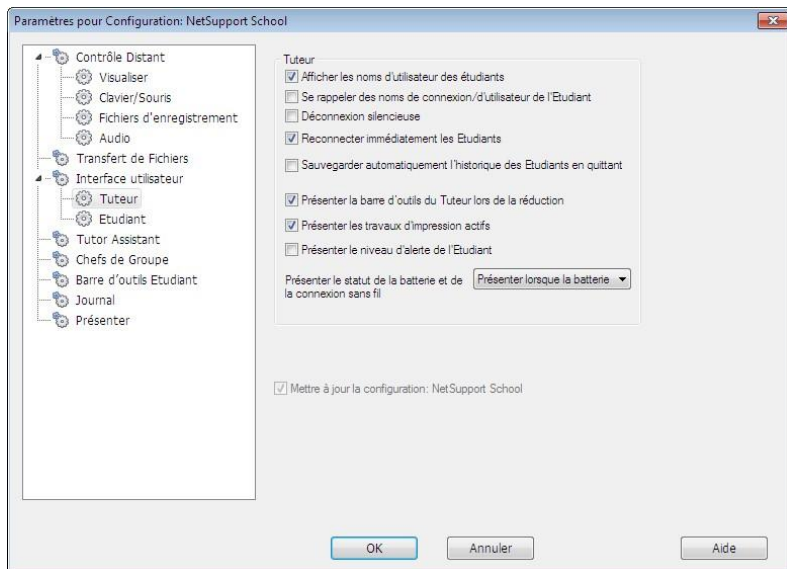 Paramètres pour Configuration: NetSupport School
Contrôle Distant
Visualiser
Clavier/Souris
Fichiers d'enregistrement
Audio
Transfert de Fichiers
Interface utilisateur
Tuteur
Etudiant
Tutor Assistant
Chefs de Groupe
Barre d'outils Etudiant
Journal
Présenter
Tuteur
Afficher les noms d'utilisateur des étudiants
Se rappeler des noms de connexion/d'utilisateur de l'Etudiant
Déconnexion silencieuse
Reconnecter immédiatement les Etudiants
Sauvegarder automatiquement l'historique des Etudiants en quittant
Présenter la barre d'outils du Tuteur lors de la réduction
Présenter les travaux d'impression actifs
Présenter le niveau d'alerte de l'Etudiant
Présenter le statut de la batterie et de
la connexion sans fil
Présenter lorsque la batterie
Mettre à jour la configuration: NetSupport School
OK
Annuler
Aide